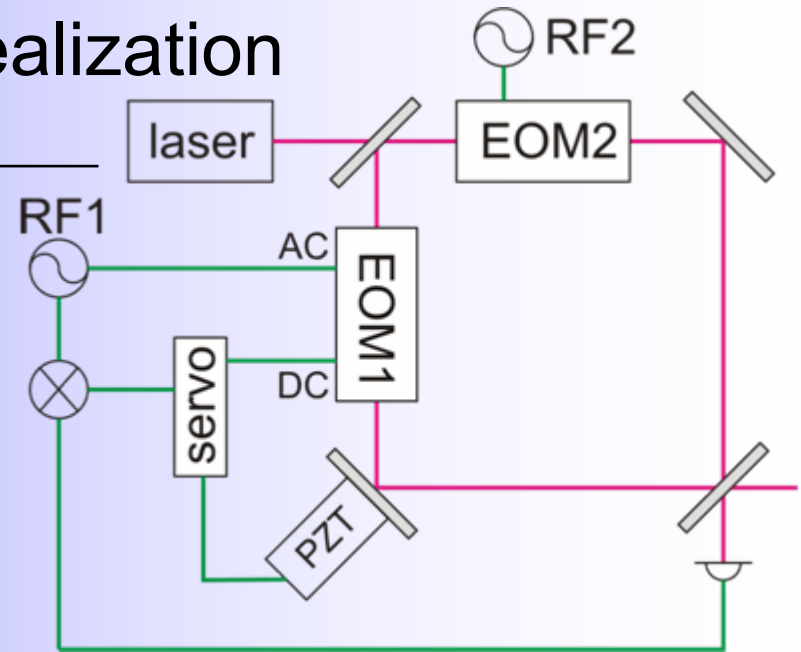 ealization
RF2
laser
EOM2
RF1
AC
EOM1
servo
DC
PZT